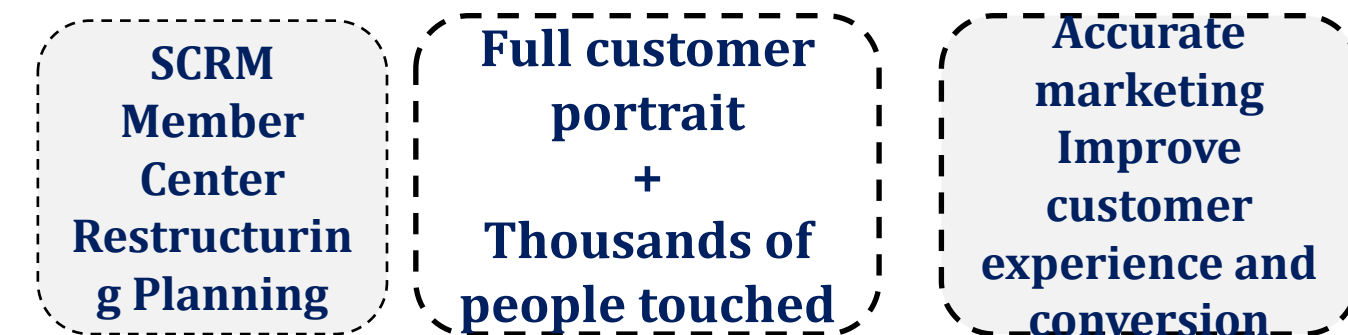 SCRM
Member
Center
Restructurin
g Planning
Full customer
portrait
+
Thousands of
people touched
Accurate
marketing
Improve
customer
experience and
conversion